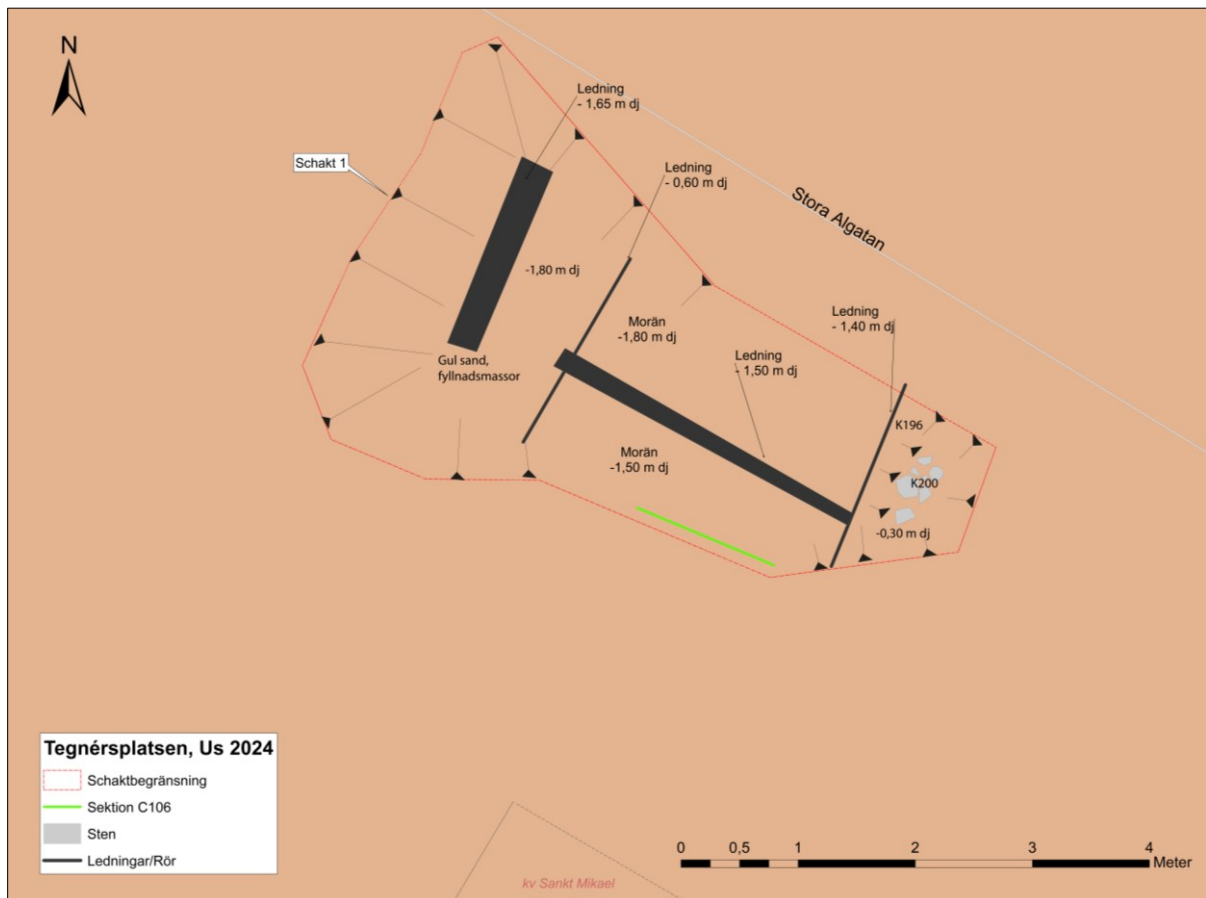 N
Ledning
- 1,65 m dj
Schakt 1
Ledning
- 0,60 m dj
Stora Algatan
-1,80 m dj
Ledning
- 1,40 m dj
Morän
-1,80 m dj
Ledning
- 1,50 m dj
Gul sand,
fyllnadsmassor
K196
Morän
-1,50 m dj
K200
-0,30 m dj
Tegnérsplatsen, Us 2024
Schaktbegränsning
Sektion C106
Sten
Ledningar/Rör
0 0,5 1 2 3 4
Meter
kv Sankt Mikael